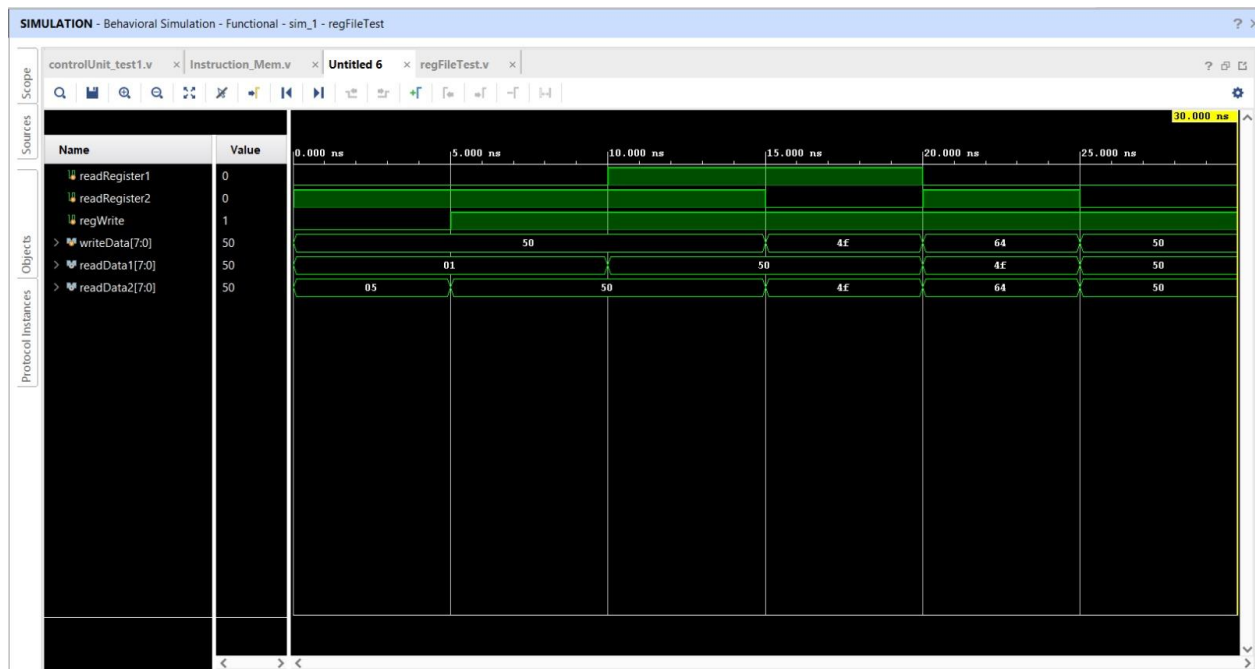 SIMULATION - Behavioral Simulation - Functional - sim_1 - regFileTest
controlUnit_test1.v × Instruction_Mem.v × Untitled 6 × regFileTest.v ×
Scope
Sources
Objects
Protocol Instances
30.000 ns
Name Value 0.000 ns 5.000 ns 10.000 ns 15.000 ns 20.000 ns 25.000 ns
readRegister1 0
readRegister2 0
regWrite 1
writeData[7:0] 50 50 4f 64 50
readData1[7:0] 50 01 50 4f 50
readData2[7:0] 50 05 50 4f 64 50